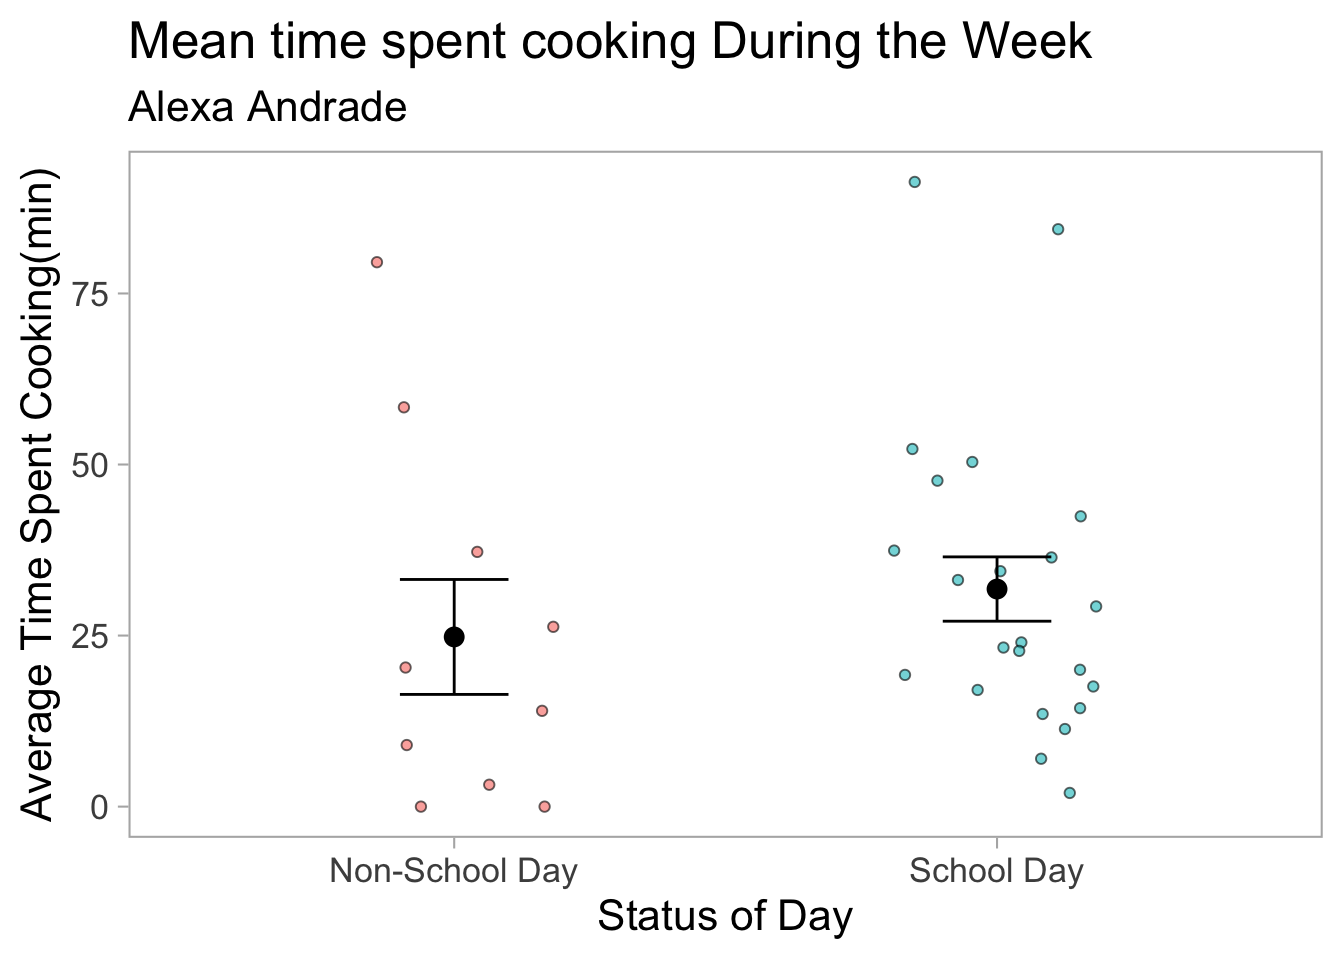 Mean time spent cooking During the Week
Alexa Andrade
Average Time Spent Cooking(min)
75
50
25
0
Non-School Day
School Day
Status of Day